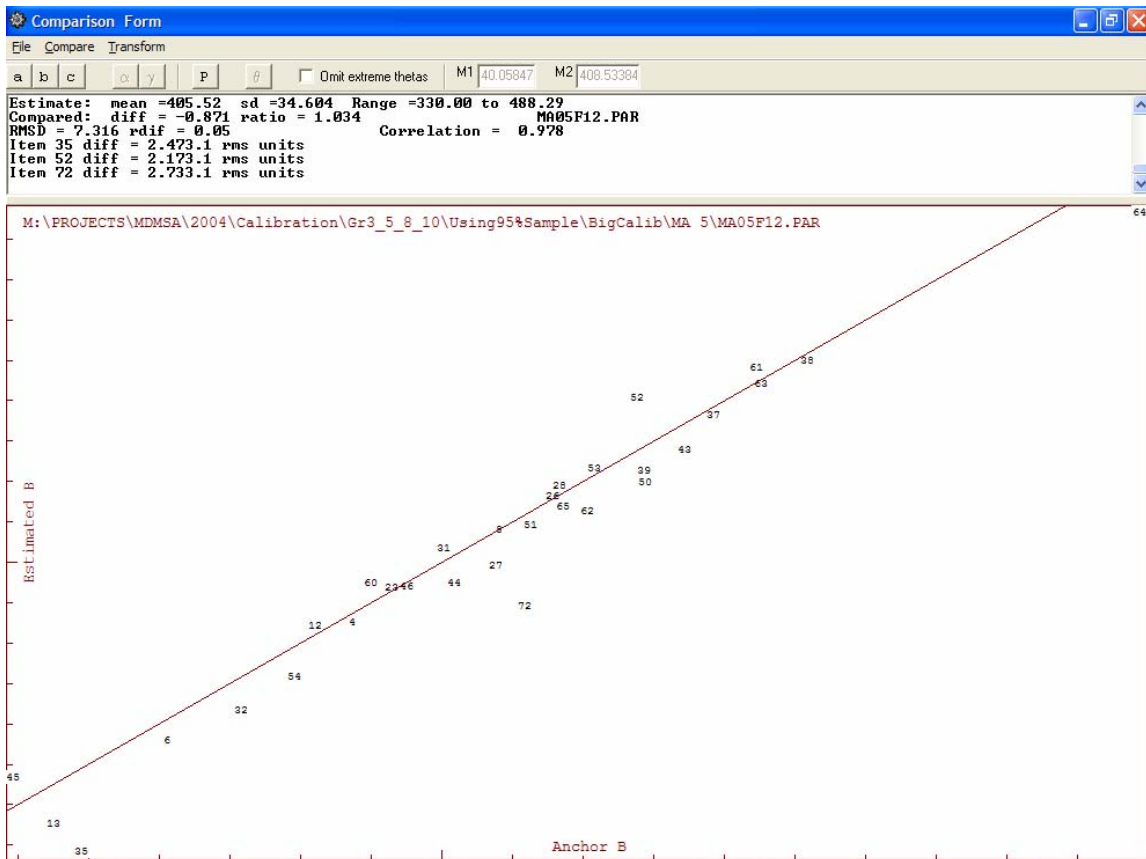 Comparison Form
File Compare Transform
a b c α γ P θ Omit extreme thetas M1 40.05847 M2 408.53384
Estimate: mean =405.52 sd =34.604 Range =330.00 to 488.29
Compared: diff = -0.871 ratio = 1.034 MA05F12.PAR
RMSD = 7.316 rdif = 0.05 Correlation = 0.978
Item 35 diff = 2.473.1 rms units
Item 52 diff = 2.173.1 rms units
Item 72 diff = 2.733.1 rms units
M:\PROJECTS\MDMSA\2004\Calibration\Gr3_5_8_10\Using95%Sample\BigCalib\MA 5\MA05F12.PAR
64
38
61
63
52
37
43
53
39
50
28
26
65
62
51
8
31
27
60
23
46
44
72
12
4
54
32
6
45
13
35
Estimated B
Anchor B